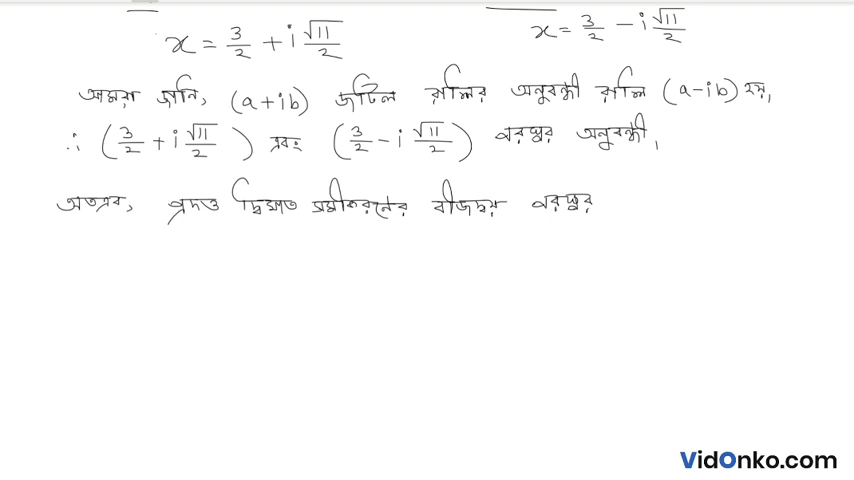 x = 3/2 + i √11/2 x = 3/2 − i √11/2
আমরা জানি, (a+ib) জটিল রাশির অনুবন্ধী রাশি (a-ib) হয়,
∴ (3/2 + i √11/2) এবং (3/2 − i √11/2) পরস্পর অনুবন্ধী,
অতএব, প্রদত্ত দ্বিঘাত সমীকরনের বীজদ্বয় পরস্পর
VidOnko.com